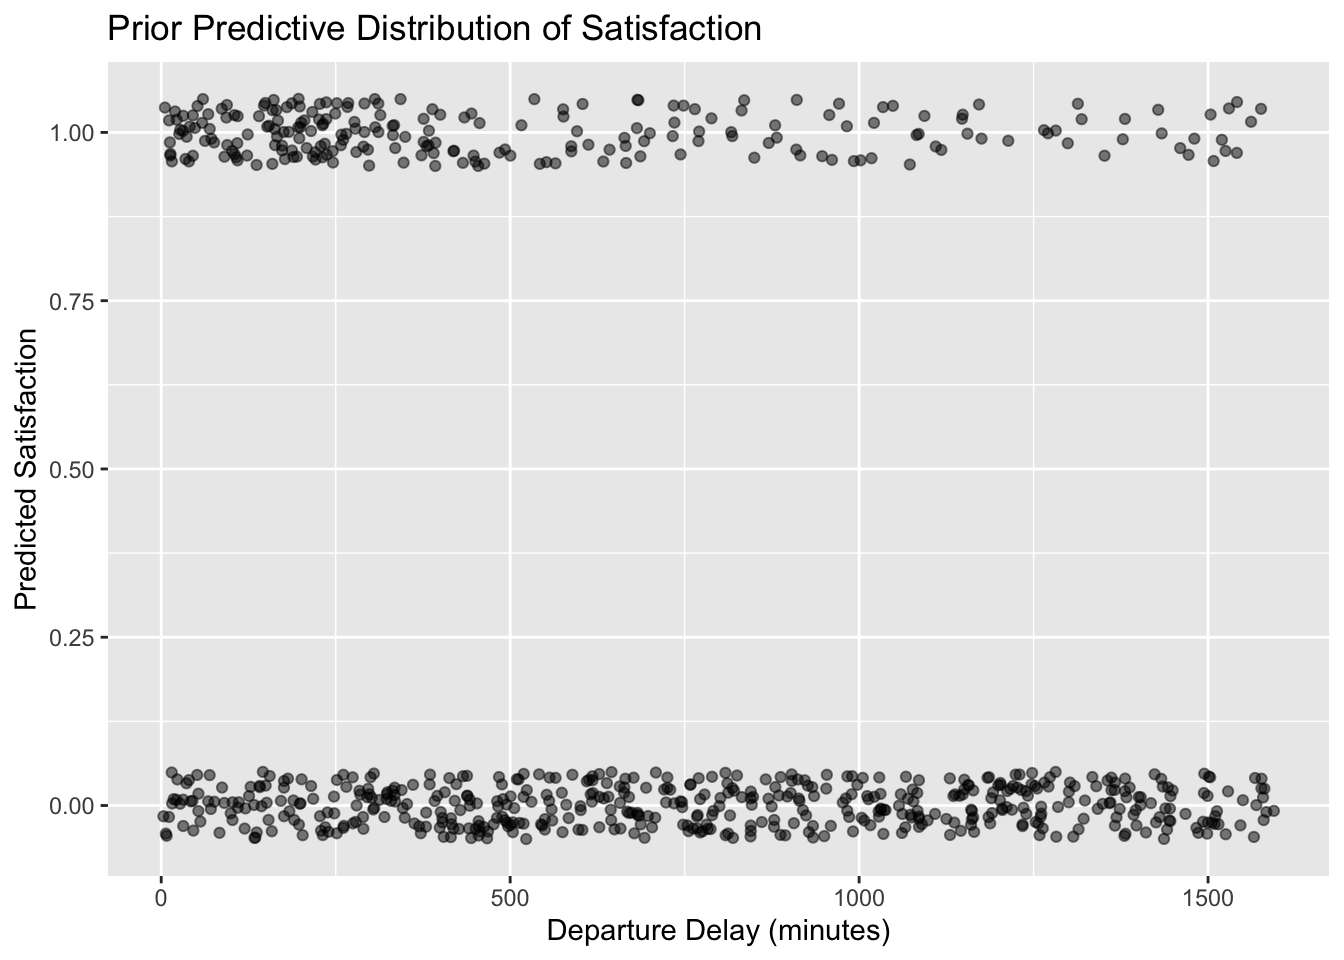 Prior Predictive Distribution of Satisfaction
1.00
0.75
0.50
0.25
0.00
Predicted Satisfaction
0 500 1000 1500
Departure Delay (minutes)